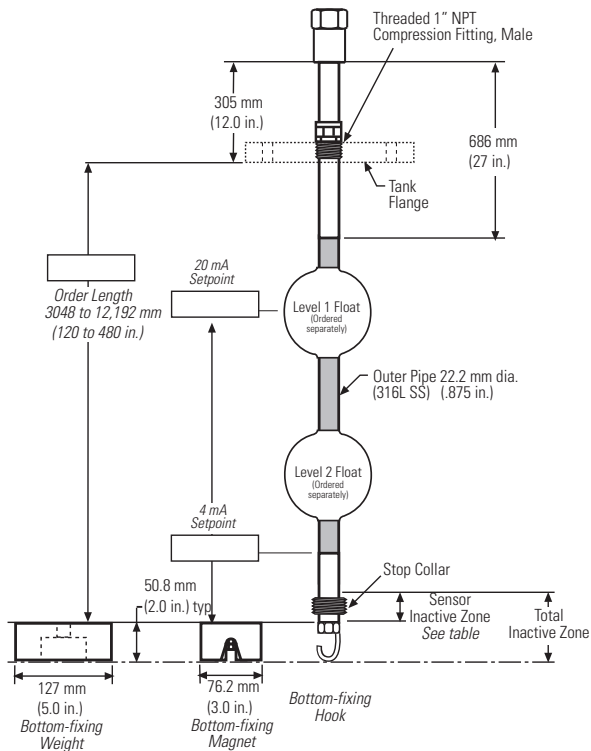 Threaded 1” NPT
Compression Fitting, Male
305 mm
(12.0 in.)
686 mm
(27 in.)
Tank
Flange
20 mA
Setpoint
Order Length
3048 to 12,192 mm
(120 to 480 in.)
Level 1 Float
(Ordered
separately)
Outer Pipe 22.2 mm dia.
(316L SS) (.875 in.)
Level 2 Float
(Ordered
separately)
4 mA
Setpoint
Stop Collar
50.8 mm
(2.0 in.) typ
Sensor
Inactive Zone
See table
Total
Inactive Zone
127 mm
(5.0 in.)
Bottom-fixing
Weight
76.2 mm
(3.0 in.)
Bottom-fixing
Magnet
Bottom-fixing
Hook